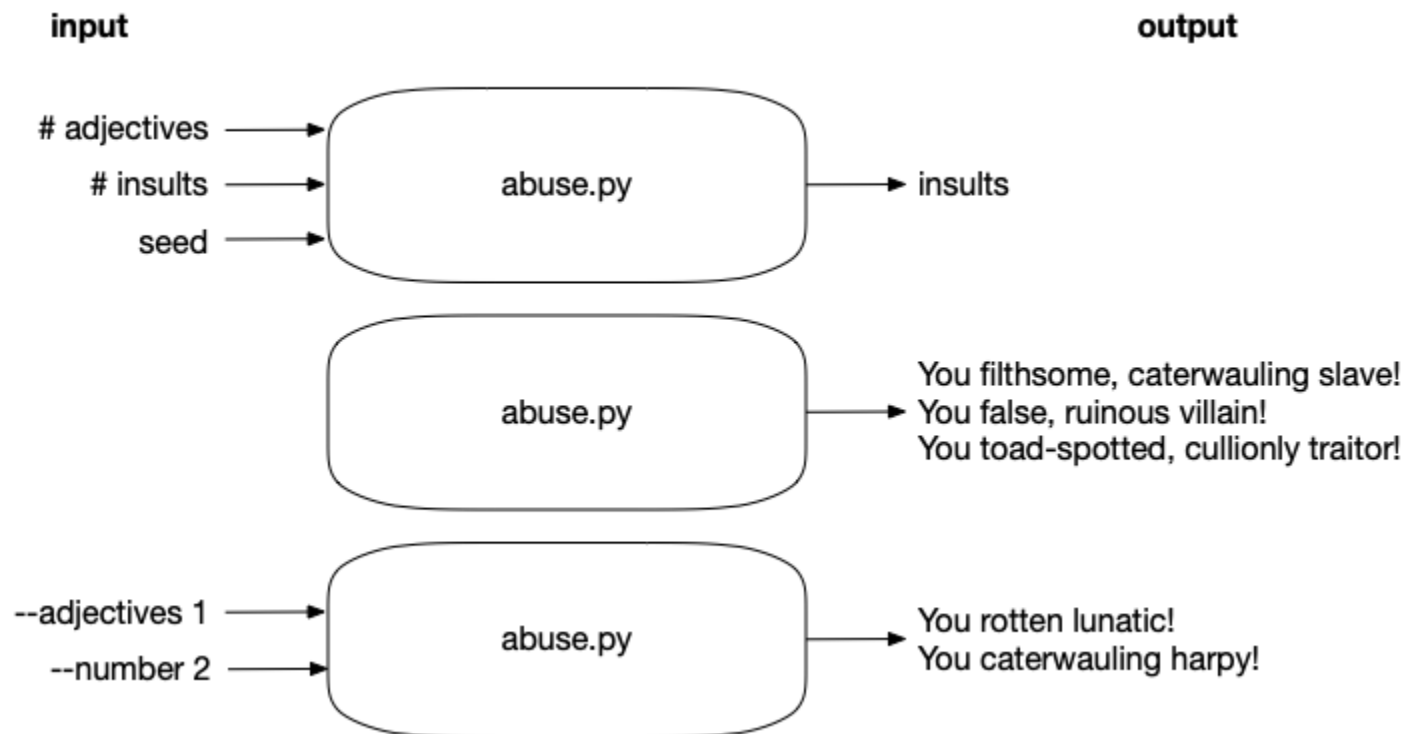 input
output
# adjectives
# insults
seed
abuse.py
insults
abuse.py
You filthsome, caterwauling slave!
You false, ruinous villain!
You toad-spotted, cullionly traitor!
--adjectives 1
--number 2
abuse.py
You rotten lunatic!
You caterwauling harpy!